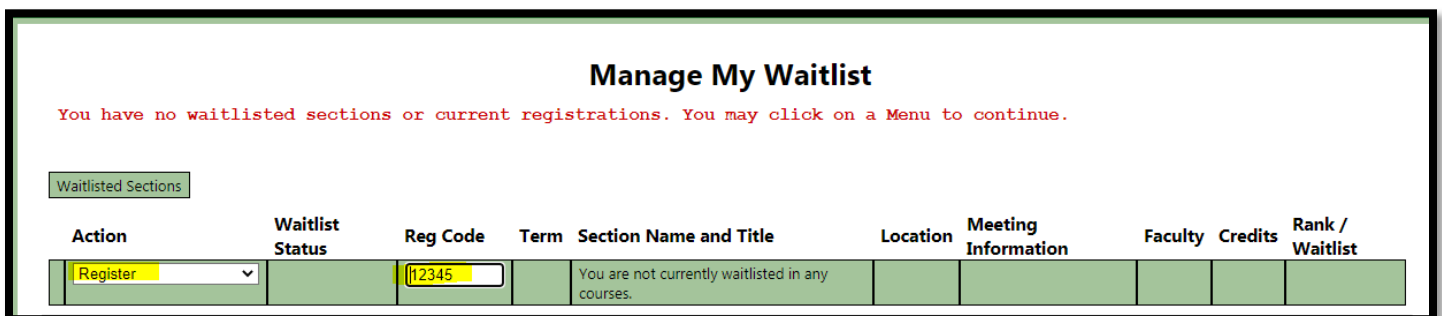 Manage My Waitlist
You have no waitlisted sections or current registrations. You may click on a Menu to continue.
Waitlisted Sections
Action Waitlist Status Reg Code Term Section Name and Title Location Meeting Information Faculty Credits Rank / Waitlist
Register 12345 You are not currently waitlisted in any
courses.